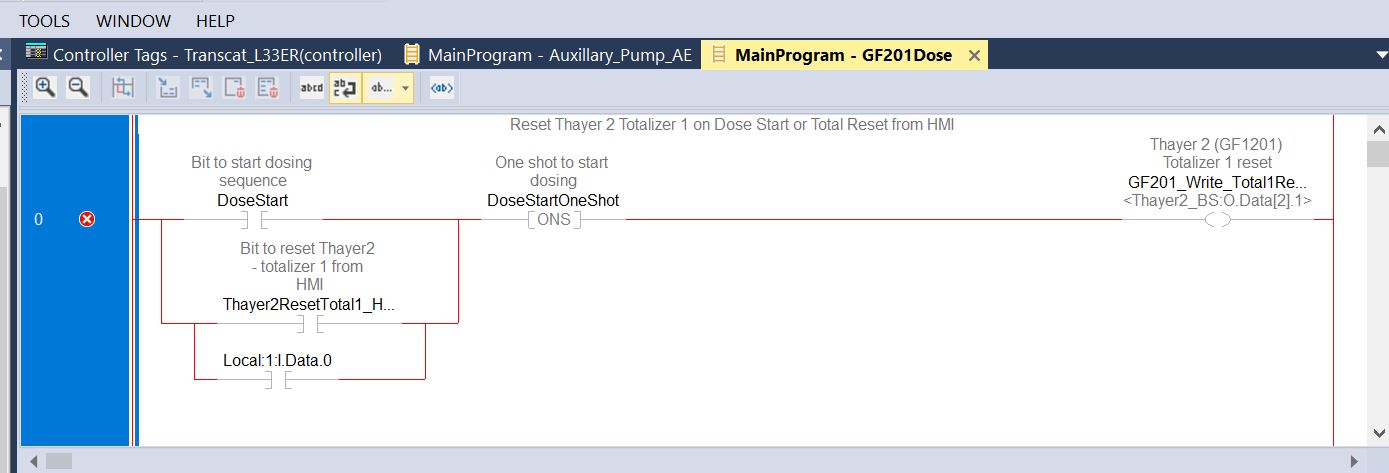 TOOLS WINDOW HELP
Controller Tags - Transcat_L33ER(controller) MainProgram - Auxillary_Pump_AE MainProgram - GF201Dose
abcd ab c ab... <ab>
Reset Thayer 2 Totalizer 1 on Dose Start or Total Reset from HMI
Bit to start dosing
sequence
DoseStart
One shot to start
dosing
DoseStartOneShot
ONS
Thayer 2 (GF1201)
Totalizer 1 reset
GF201_Write_Total1Re...
<Thayer2_BS:O.Data[2].1>
0
Bit to reset Thayer2
- totalizer 1 from
HMI
Thayer2ResetTotal1_H...
Local:1:I.Data.0